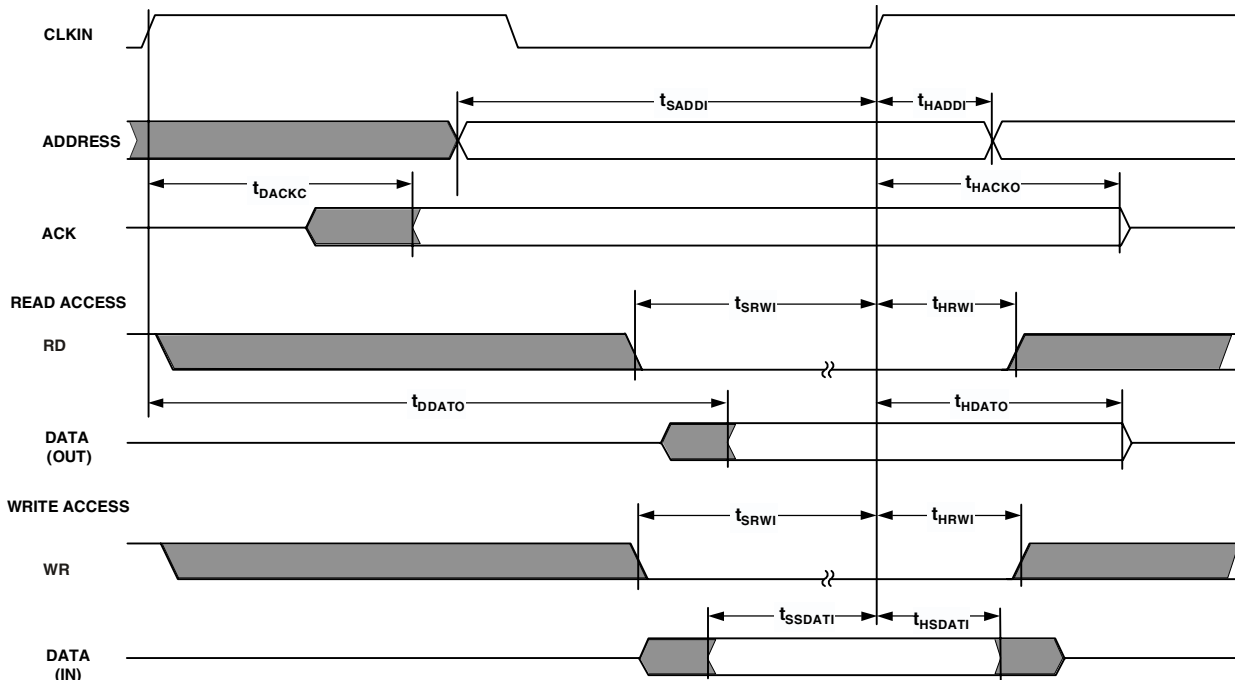 CLKIN
tSADDI
tHADDI
ADDRESS
tDACKC
tHACKO
ACK
READ ACCESS
tSRWI
tHRWI
RD
tDDATO
tHDATO
DATA
(OUT)
WRITE ACCESS
tSRWI
tHRWI
WR
tSSDATI
tHSDATI
DATA
(IN)